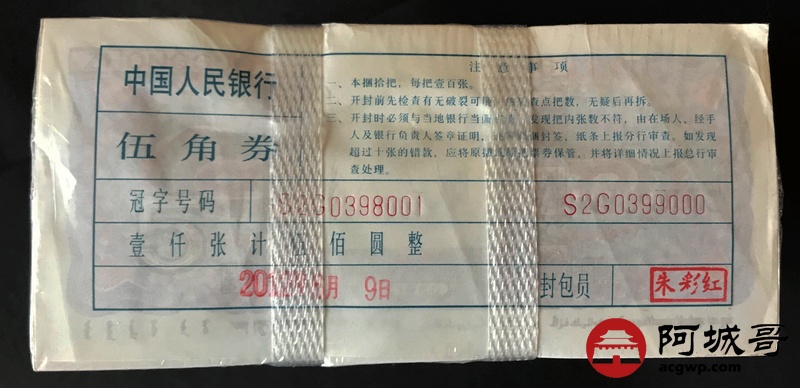 中国人民银行
伍角券
注意事项
一、本捆拾把，每把壹百张。
二、开封前先检查有无破裂可 查点把数，无疑后再拆。
三、开封时必须与当地银行当面 发现把内张数不符，由在场人、经手
人及银行负责人签章证明， 封签，纸条上报分行审查。如发现
超过十张的错款，应将原 券保管，并将详细情况上报总行审
查处理。
冠字号码 S2G0398001 S2G0399000
壹仟张计伍佰圆整
201 月 9日 封包员 朱彩红
阿城哥
acgwp.com